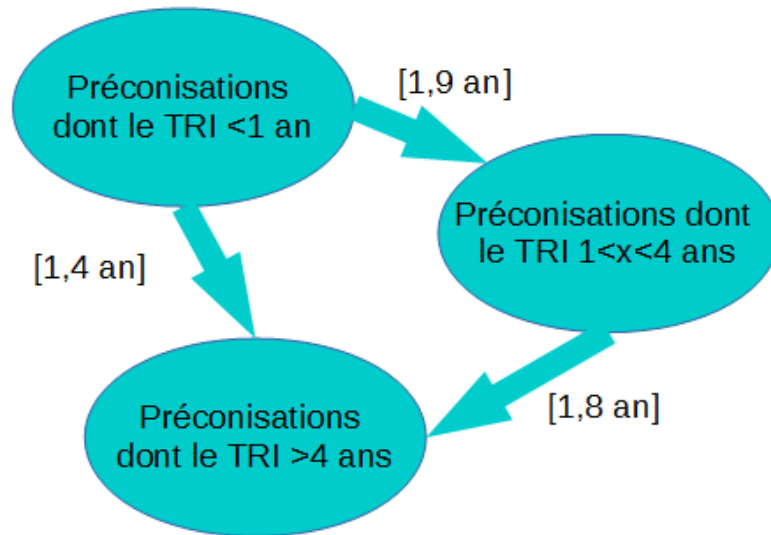 Préconisations
dont le TRI <1 an
[1,9 an]
Préconisations dont
le TRI 1<x<4 ans
[1,4 an]
[1,8 an]
Préconisations
dont le TRI >4 ans